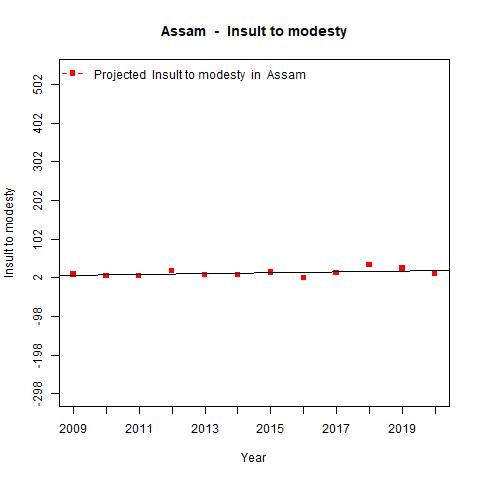 Assam - Insult to modesty
Projected Insult to modesty in Assam
502
402
302
202
102
2
-98
-198
-298
Insult to modesty
2009 2011 2013 2015 2017 2019
Year